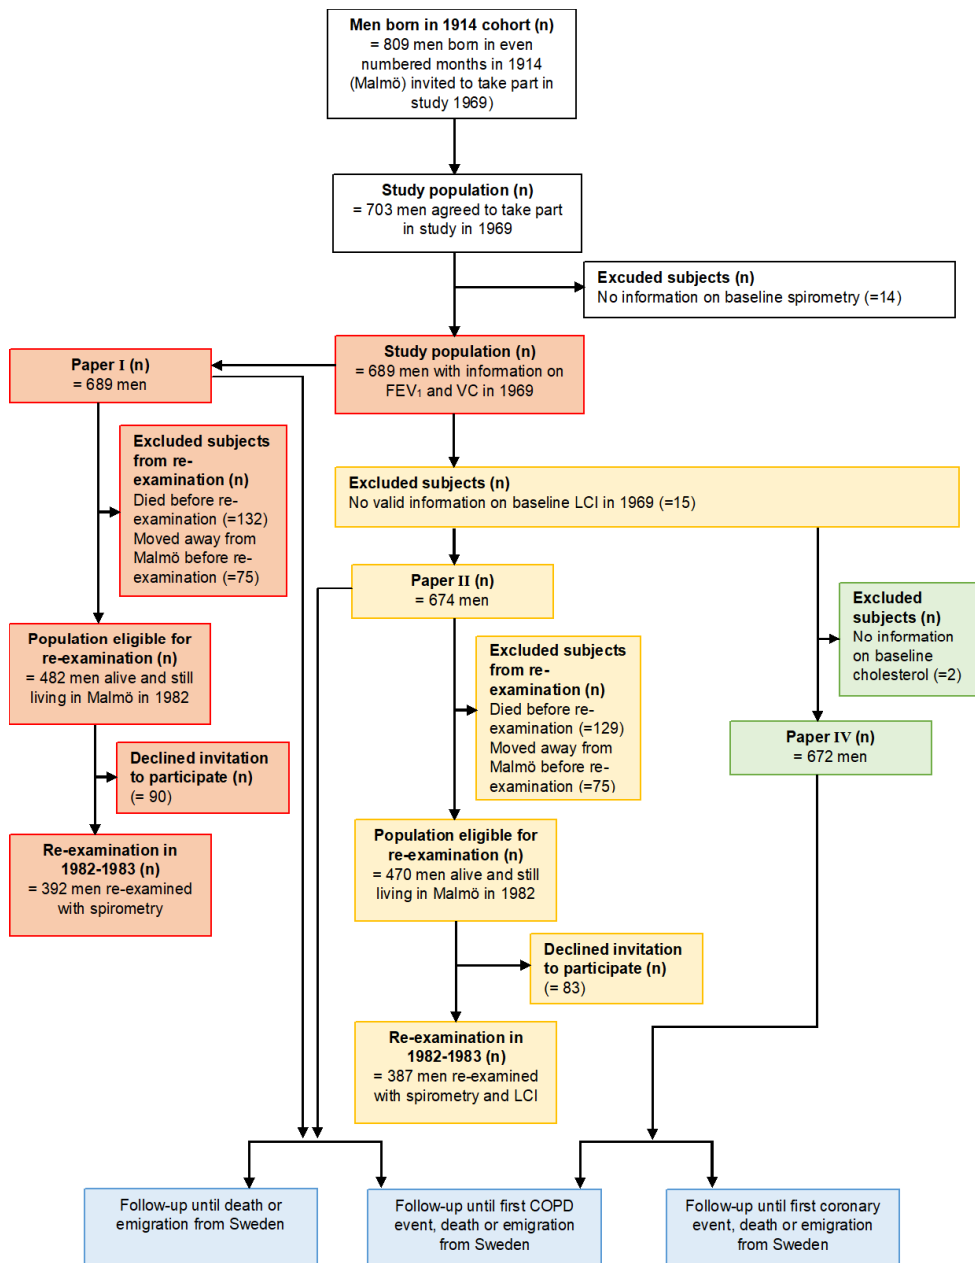 Men born in 1914 cohort (n)
= 809 men born in even
numbered months in 1914
(Malmö) invited to take part in
study 1969)
Study population (n)
= 703 men agreed to take part
in study in 1969
Excuded subjects (n)
No information on baseline spirometry (=14)
Study population (n)
= 689 men with information on
FEV₁ and VC in 1969
Paper I (n)
= 689 men
Excluded subjects
from re-
examination (n)
Died before re-
examination (=132)
Moved away from
Malmö before re-
examination (=75)
Excluded subjects (n)
No valid information on baseline LCI in 1969 (=15)
Paper II (n)
= 674 men
Excluded
subjects (n)
No information
on baseline
cholesterol (=2)
Population eligible for
re-examination (n)
= 482 men alive and still
living in Malmö in 1982
Excluded subjects
from re-
examination (n)
Died before re-
examination (=129)
Moved away from
Malmö before re-
examination (=75)
Paper IV (n)
= 672 men
Declined invitation
to participate (n)
(= 90)
Re-examination in
1982-1983 (n)
= 392 men re-examined
with spirometry
Population eligible for
re-examination (n)
= 470 men alive and still
living in Malmö in 1982
Declined invitation
to participate (n)
(= 83)
Re-examination in
1982-1983 (n)
= 387 men re-examined
with spirometry and LCI
Follow-up until death or
emigration from Sweden
Follow-up until first COPD
event, death or emigration
from Sweden
Follow-up until first coronary
event, death or emigration
from Sweden